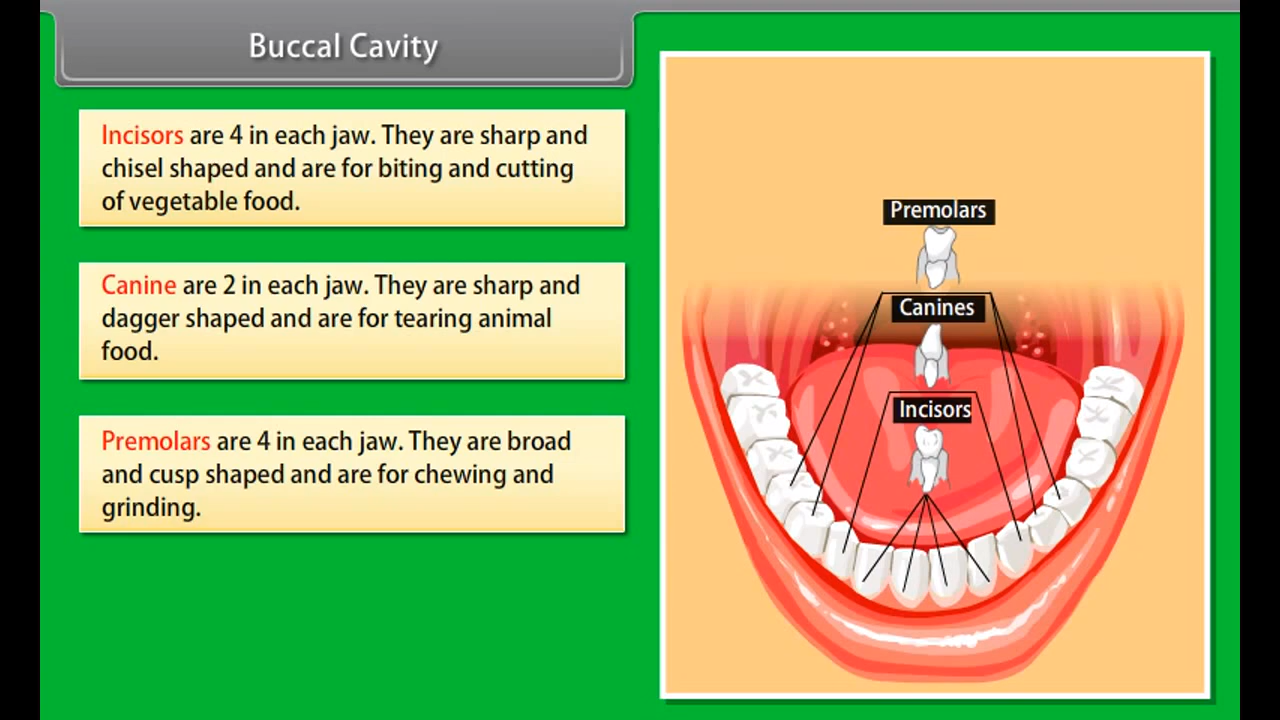 Buccal Cavity
Incisors are 4 in each jaw. They are sharp and
chisel shaped and are for biting and cutting
of vegetable food.
Canine are 2 in each jaw. They are sharp and
dagger shaped and are for tearing animal
food.
Premolars are 4 in each jaw. They are broad
and cusp shaped and are for chewing and
grinding.
Premolars
Canines
Incisors